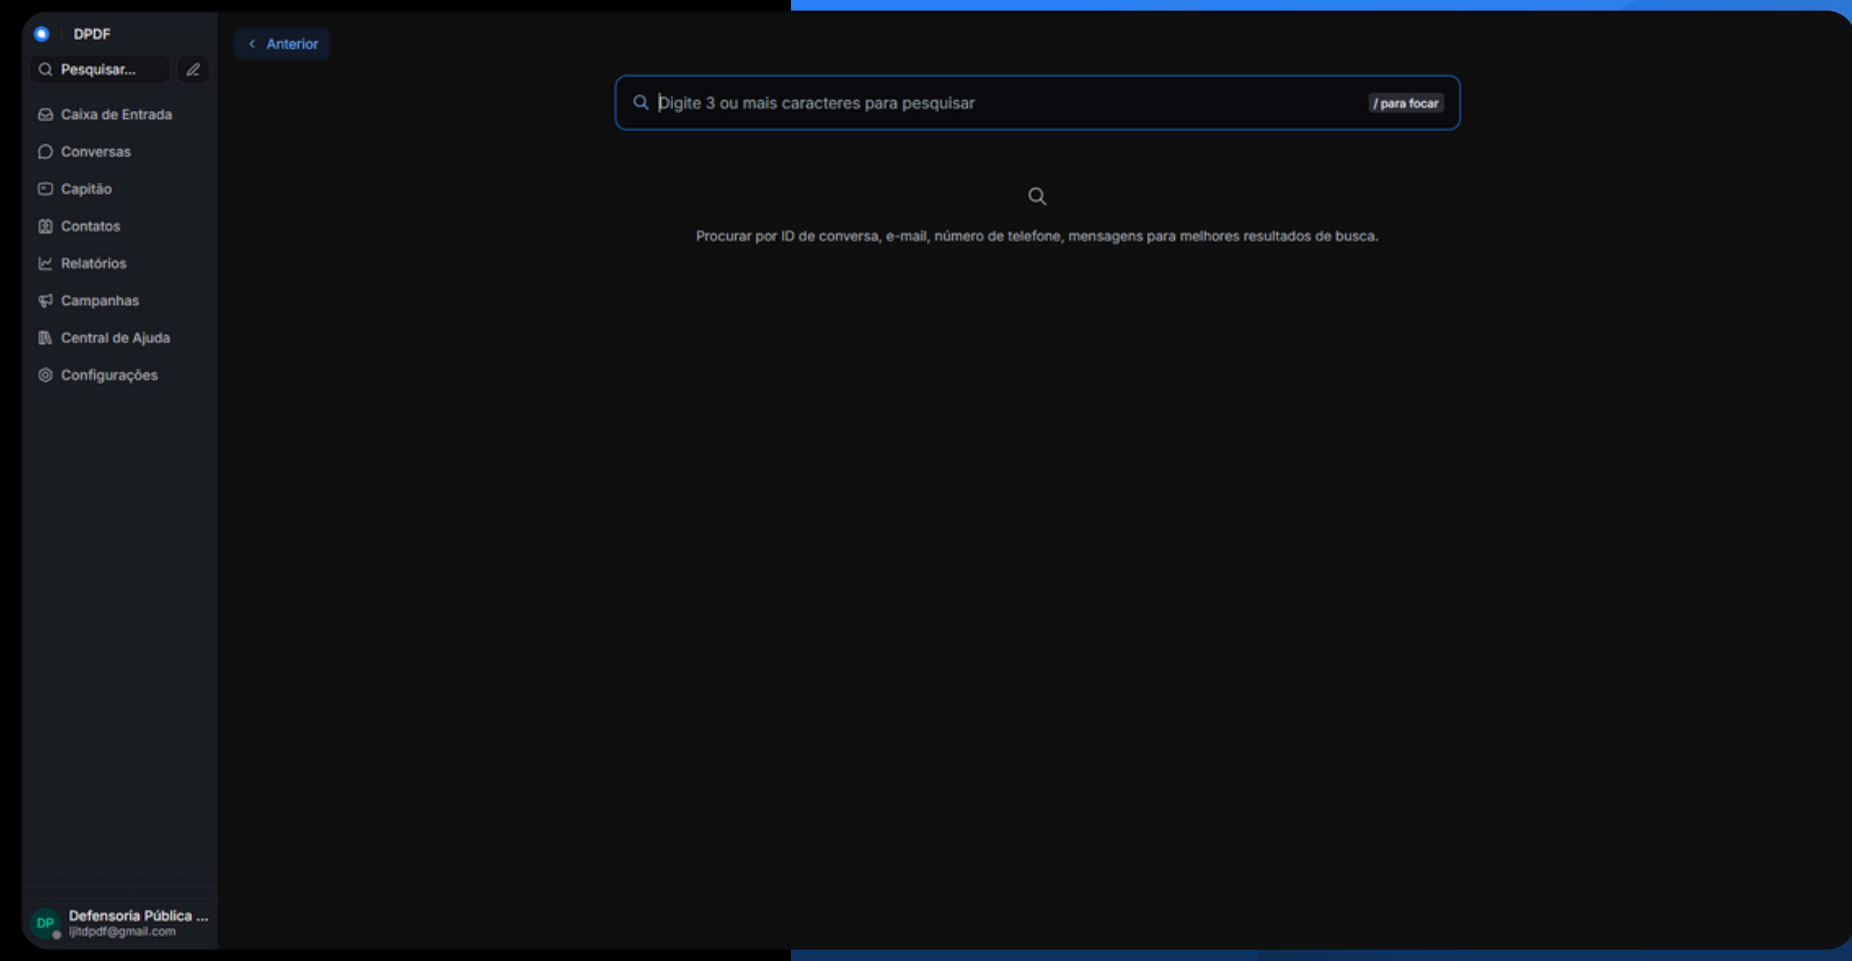 DPDF
Pesquisar...
Caixa de Entrada
Conversas
Capitão
Contatos
Relatórios
Campanhas
Central de Ajuda
Configurações
DP
Defensoria Pública ...
ljitdpdf@gmail.com
Anterior
Digite 3 ou mais caracteres para pesquisar
/ para focar
Procurar por ID de conversa, e-mail, número de telefone, mensagens para melhores resultados de busca.